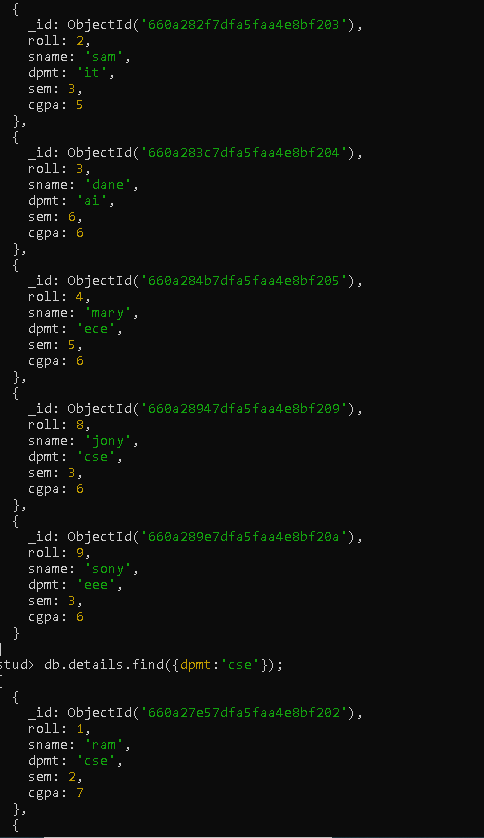 {
_id: ObjectId('660a282f7dfa5faa4e8bf203'),
roll: 2,
sname: 'sam',
dpmt: 'it',
sem: 3,
cgpa: 5
},
{
_id: ObjectId('660a283c7dfa5faa4e8bf204'),
roll: 3,
sname: 'dane',
dpmt: 'ai',
sem: 6,
cgpa: 6
},
{
_id: ObjectId('660a284b7dfa5faa4e8bf205'),
roll: 4,
sname: 'mary',
dpmt: 'ece',
sem: 5,
cgpa: 6
},
{
_id: ObjectId('660a28947dfa5faa4e8bf209'),
roll: 8,
sname: 'jony',
dpmt: 'cse',
sem: 3,
cgpa: 6
},
{
_id: ObjectId('660a289e7dfa5faa4e8bf20a'),
roll: 9,
sname: 'sony',
dpmt: 'eee',
sem: 3,
cgpa: 6
}
]
stud> db.details.find({dpmt:'cse'});
[
{
_id: ObjectId('660a27e57dfa5faa4e8bf202'),
roll: 1,
sname: 'ram',
dpmt: 'cse',
sem: 2,
cgpa: 7
},
{